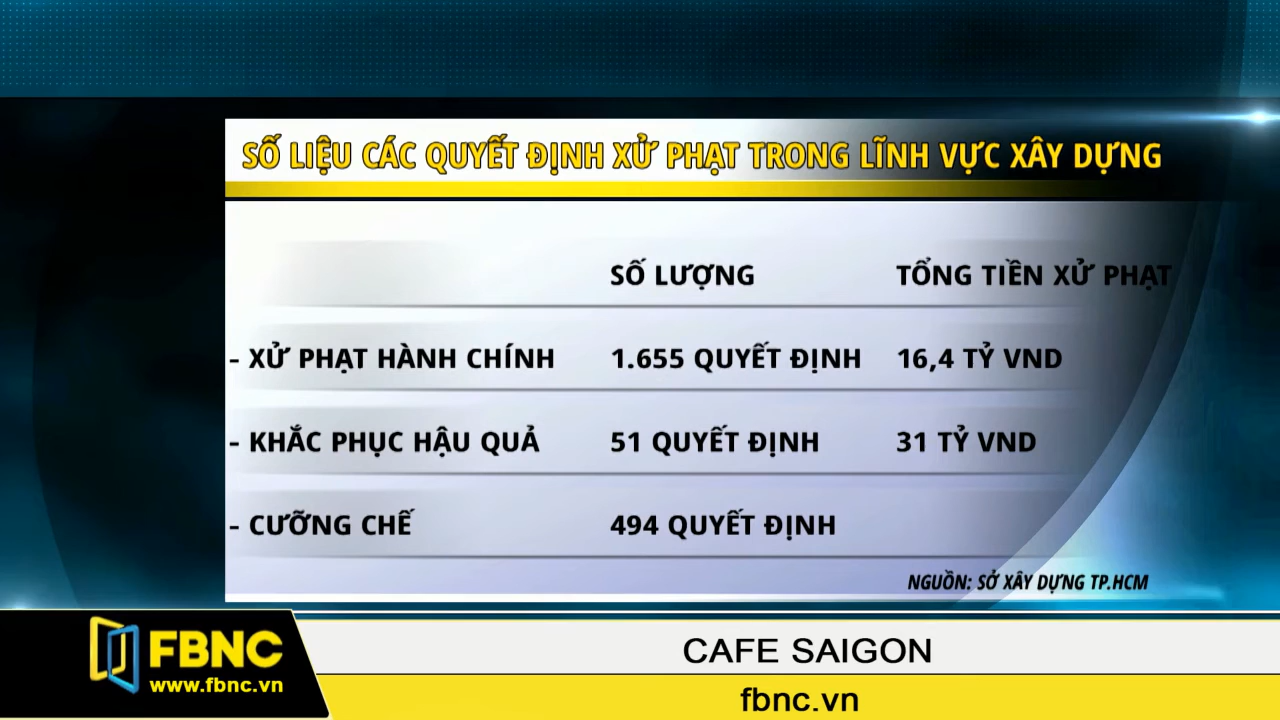 SỐ LIỆU CÁC QUYẾT ĐỊNH XỬ PHẠT TRONG LĨNH VỰC XÂY DỰNG
SỐ LƯỢNG TỔNG TIỀN XỬ PHẠT
- XỬ PHẠT HÀNH CHÍNH 1.655 QUYẾT ĐỊNH 16,4 TỶ VND
- KHẮC PHỤC HẬU QUẢ 51 QUYẾT ĐỊNH 31 TỶ VND
- CƯỠNG CHẾ 494 QUYẾT ĐỊNH
NGUỒN: SỞ XÂY DỰNG TP.HCM
FBNC
www.fbnc.vn
CAFE SAIGON
fbnc.vn